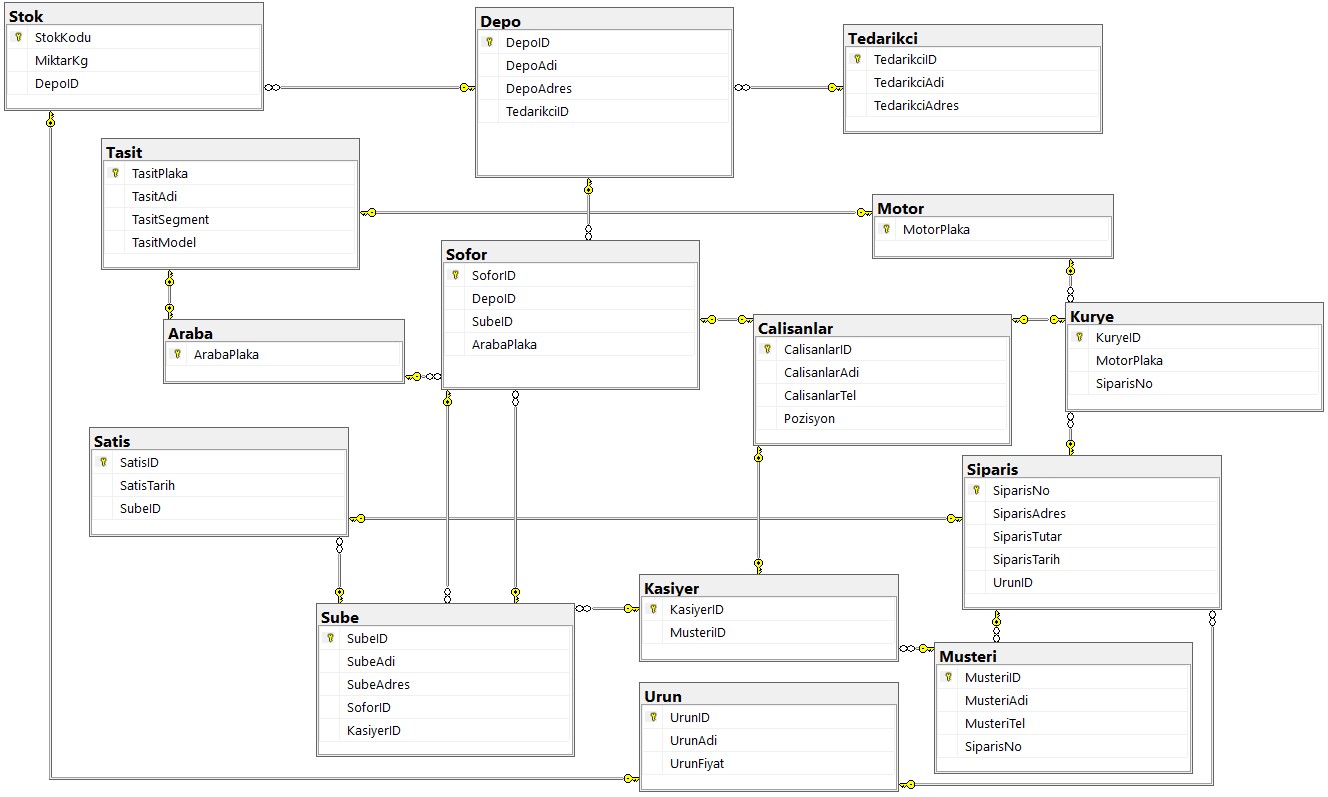 Stok
StokKodu
MiktarKg
DepoID
Depo
DepoID
DepoAdi
DepoAdres
TedarikciID
Tedarikci
TedarikciID
TedarikciAdi
TedarikciAdres
Tasit
TasitPlaka
TasitAdi
TasitSegment
TasitModel
Motor
MotorPlaka
Sofor
SoforID
DepoID
SubeID
ArabaPlaka
Araba
ArabaPlaka
Calisanlar
CalisanlarID
CalisanlarAdi
CalisanlarTel
Pozisyon
Kurye
KuryeID
MotorPlaka
SiparisNo
Satis
SatisID
SatisTarih
SubeID
Siparis
SiparisNo
SiparisAdres
SiparisTutar
SiparisTarih
UrunID
Kasiyer
KasiyerID
MusteriID
Sube
SubeID
SubeAdi
SubeAdres
SoforID
KasiyerID
Musteri
MusteriID
MusteriAdi
MusteriTel
SiparisNo
Urun
UrunID
UrunAdi
UrunFiyat